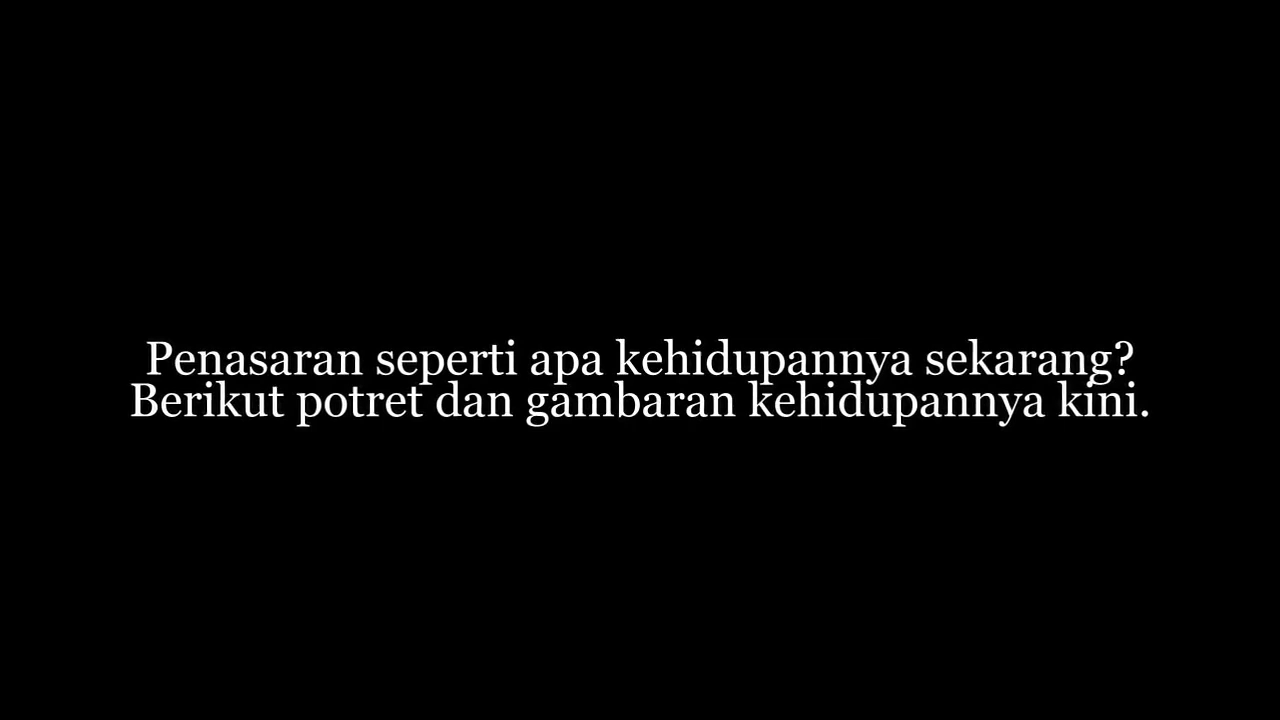 Penasaran seperti apa kehidupannya sekarang?
Berikut potret dan gambaran kehidupannya kini.